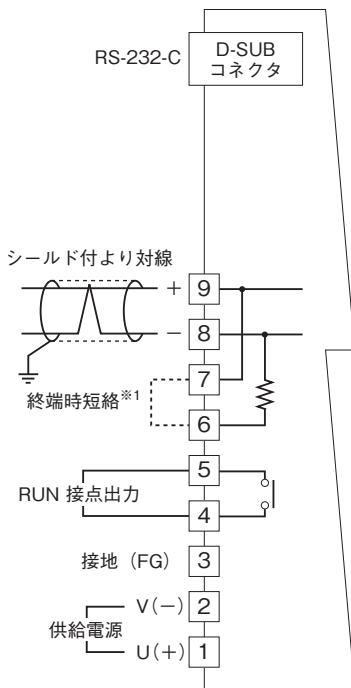 RS-232-C
D-SUB
コネクタ
シールド付より対線
+ 9
− 8
7
終端時短絡※1
6
5
RUN 接点出力
4
接地（FG） 3
V(−) 2
供給電源
U(+) 1